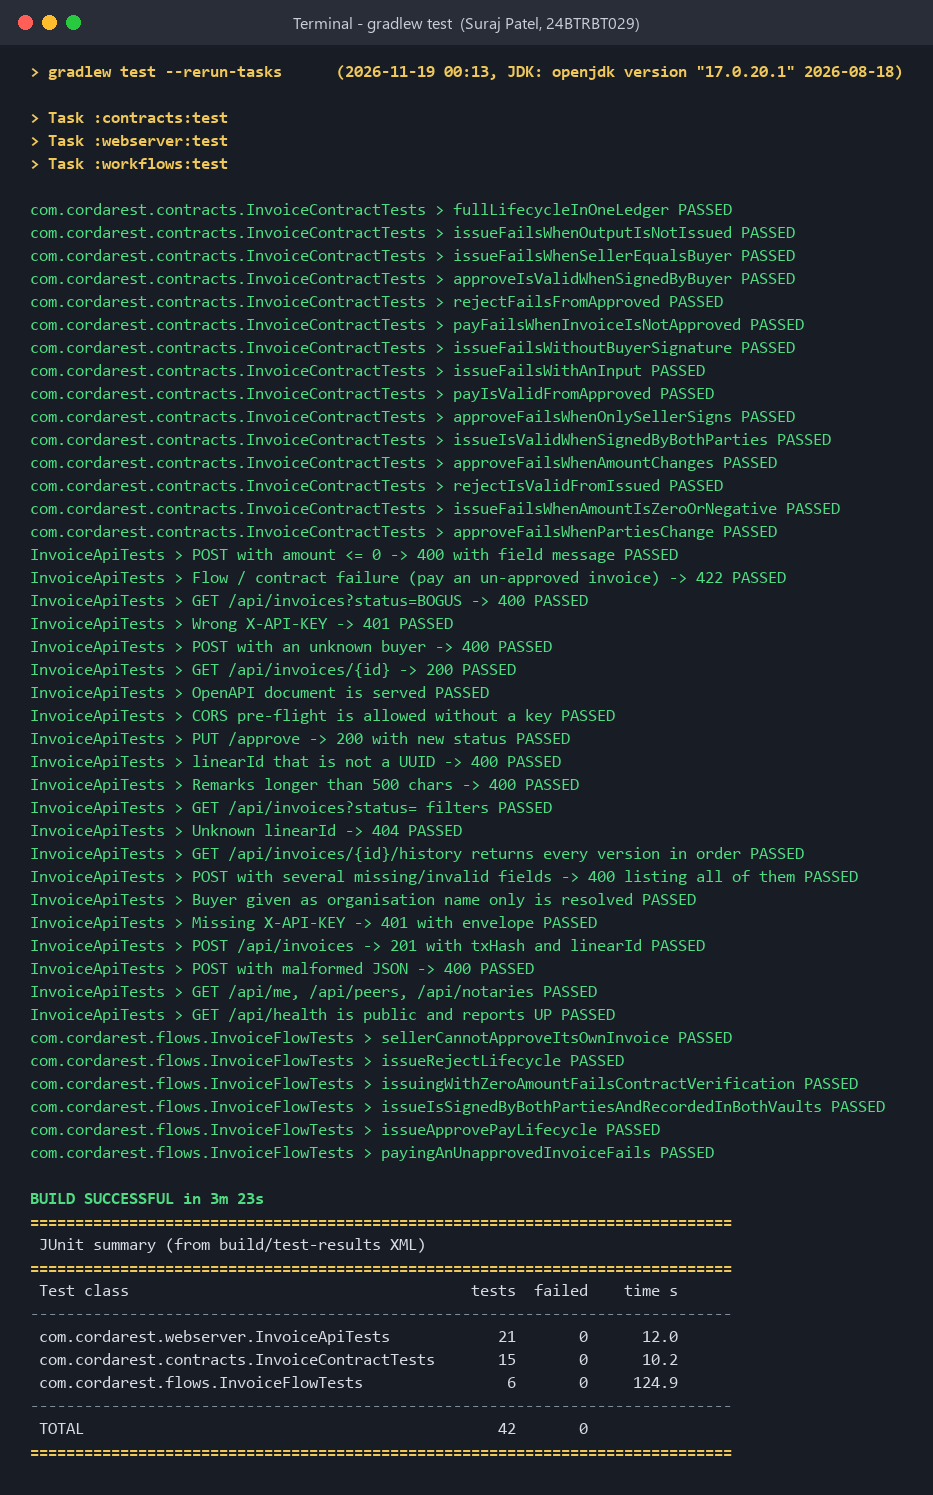 Terminal - gradlew test (Suraj Patel, 24BTRBT029)
> gradlew test --rerun-tasks (2026-11-19 00:13, JDK: openjdk version "17.0.20.1" 2026-08-18)
> Task :contracts:test
> Task :webserver:test
> Task :workflows:test
com.cordarest.contracts.InvoiceContractTests > fullLifecycleInOneLedger PASSED
com.cordarest.contracts.InvoiceContractTests > issueFailsWhenOutputIsNotIssued PASSED
com.cordarest.contracts.InvoiceContractTests > issueFailsWhenSellerEqualsBuyer PASSED
com.cordarest.contracts.InvoiceContractTests > approveIsValidWhenSignedByBuyer PASSED
com.cordarest.contracts.InvoiceContractTests > rejectFailsFromApproved PASSED
com.cordarest.contracts.InvoiceContractTests > payFailsWhenInvoiceIsNotApproved PASSED
com.cordarest.contracts.InvoiceContractTests > issueFailsWithoutBuyerSignature PASSED
com.cordarest.contracts.InvoiceContractTests > issueFailsWithAnInput PASSED
com.cordarest.contracts.InvoiceContractTests > payIsValidFromApproved PASSED
com.cordarest.contracts.InvoiceContractTests > approveFailsWhenOnlySellerSigns PASSED
com.cordarest.contracts.InvoiceContractTests > issueIsValidWhenSignedByBothParties PASSED
com.cordarest.contracts.InvoiceContractTests > approveFailsWhenAmountChanges PASSED
com.cordarest.contracts.InvoiceContractTests > rejectIsValidFromIssued PASSED
com.cordarest.contracts.InvoiceContractTests > issueFailsWhenAmountIsZeroOrNegative PASSED
com.cordarest.contracts.InvoiceContractTests > approveFailsWhenPartiesChange PASSED
InvoiceApiTests > POST with amount <= 0 -> 400 with field message PASSED
InvoiceApiTests > Flow / contract failure (pay an un-approved invoice) -> 422 PASSED
InvoiceApiTests > GET /api/invoices?status=BOGUS -> 400 PASSED
InvoiceApiTests > Wrong X-API-KEY -> 401 PASSED
InvoiceApiTests > POST with an unknown buyer -> 400 PASSED
InvoiceApiTests > GET /api/invoices/{id} -> 200 PASSED
InvoiceApiTests > OpenAPI document is served PASSED
InvoiceApiTests > CORS pre-flight is allowed without a key PASSED
InvoiceApiTests > PUT /approve -> 200 with new status PASSED
InvoiceApiTests > linearId that is not a UUID -> 400 PASSED
InvoiceApiTests > Remarks longer than 500 chars -> 400 PASSED
InvoiceApiTests > GET /api/invoices?status= filters PASSED
InvoiceApiTests > Unknown linearId -> 404 PASSED
InvoiceApiTests > GET /api/invoices/{id}/history returns every version in order PASSED
InvoiceApiTests > POST with several missing/invalid fields -> 400 listing all of them PASSED
InvoiceApiTests > Buyer given as organisation name only is resolved PASSED
InvoiceApiTests > Missing X-API-KEY -> 401 with envelope PASSED
InvoiceApiTests > POST /api/invoices -> 201 with txHash and linearId PASSED
InvoiceApiTests > POST with malformed JSON -> 400 PASSED
InvoiceApiTests > GET /api/me, /api/peers, /api/notaries PASSED
InvoiceApiTests > GET /api/health is public and reports UP PASSED
com.cordarest.flows.InvoiceFlowTests > sellerCannotApproveItsOwnInvoice PASSED
com.cordarest.flows.InvoiceFlowTests > issueRejectLifecycle PASSED
com.cordarest.flows.InvoiceFlowTests > issuingWithZeroAmountFailsContractVerification PASSED
com.cordarest.flows.InvoiceFlowTests > issueIsSignedByBothPartiesAndRecordedInBothVaults PASSED
com.cordarest.flows.InvoiceFlowTests > issueApprovePayLifecycle PASSED
com.cordarest.flows.InvoiceFlowTests > payingAnUnapprovedInvoiceFails PASSED
BUILD SUCCESSFUL in 3m 23s
==============================================================================
JUnit summary (from build/test-results XML)
==============================================================================
Test class tests failed time s
------------------------------------------------------------------------------
com.cordarest.webserver.InvoiceApiTests 21 0 12.0
com.cordarest.contracts.InvoiceContractTests 15 0 10.2
com.cordarest.flows.InvoiceFlowTests 6 0 124.9
------------------------------------------------------------------------------
TOTAL 42 0
==============================================================================